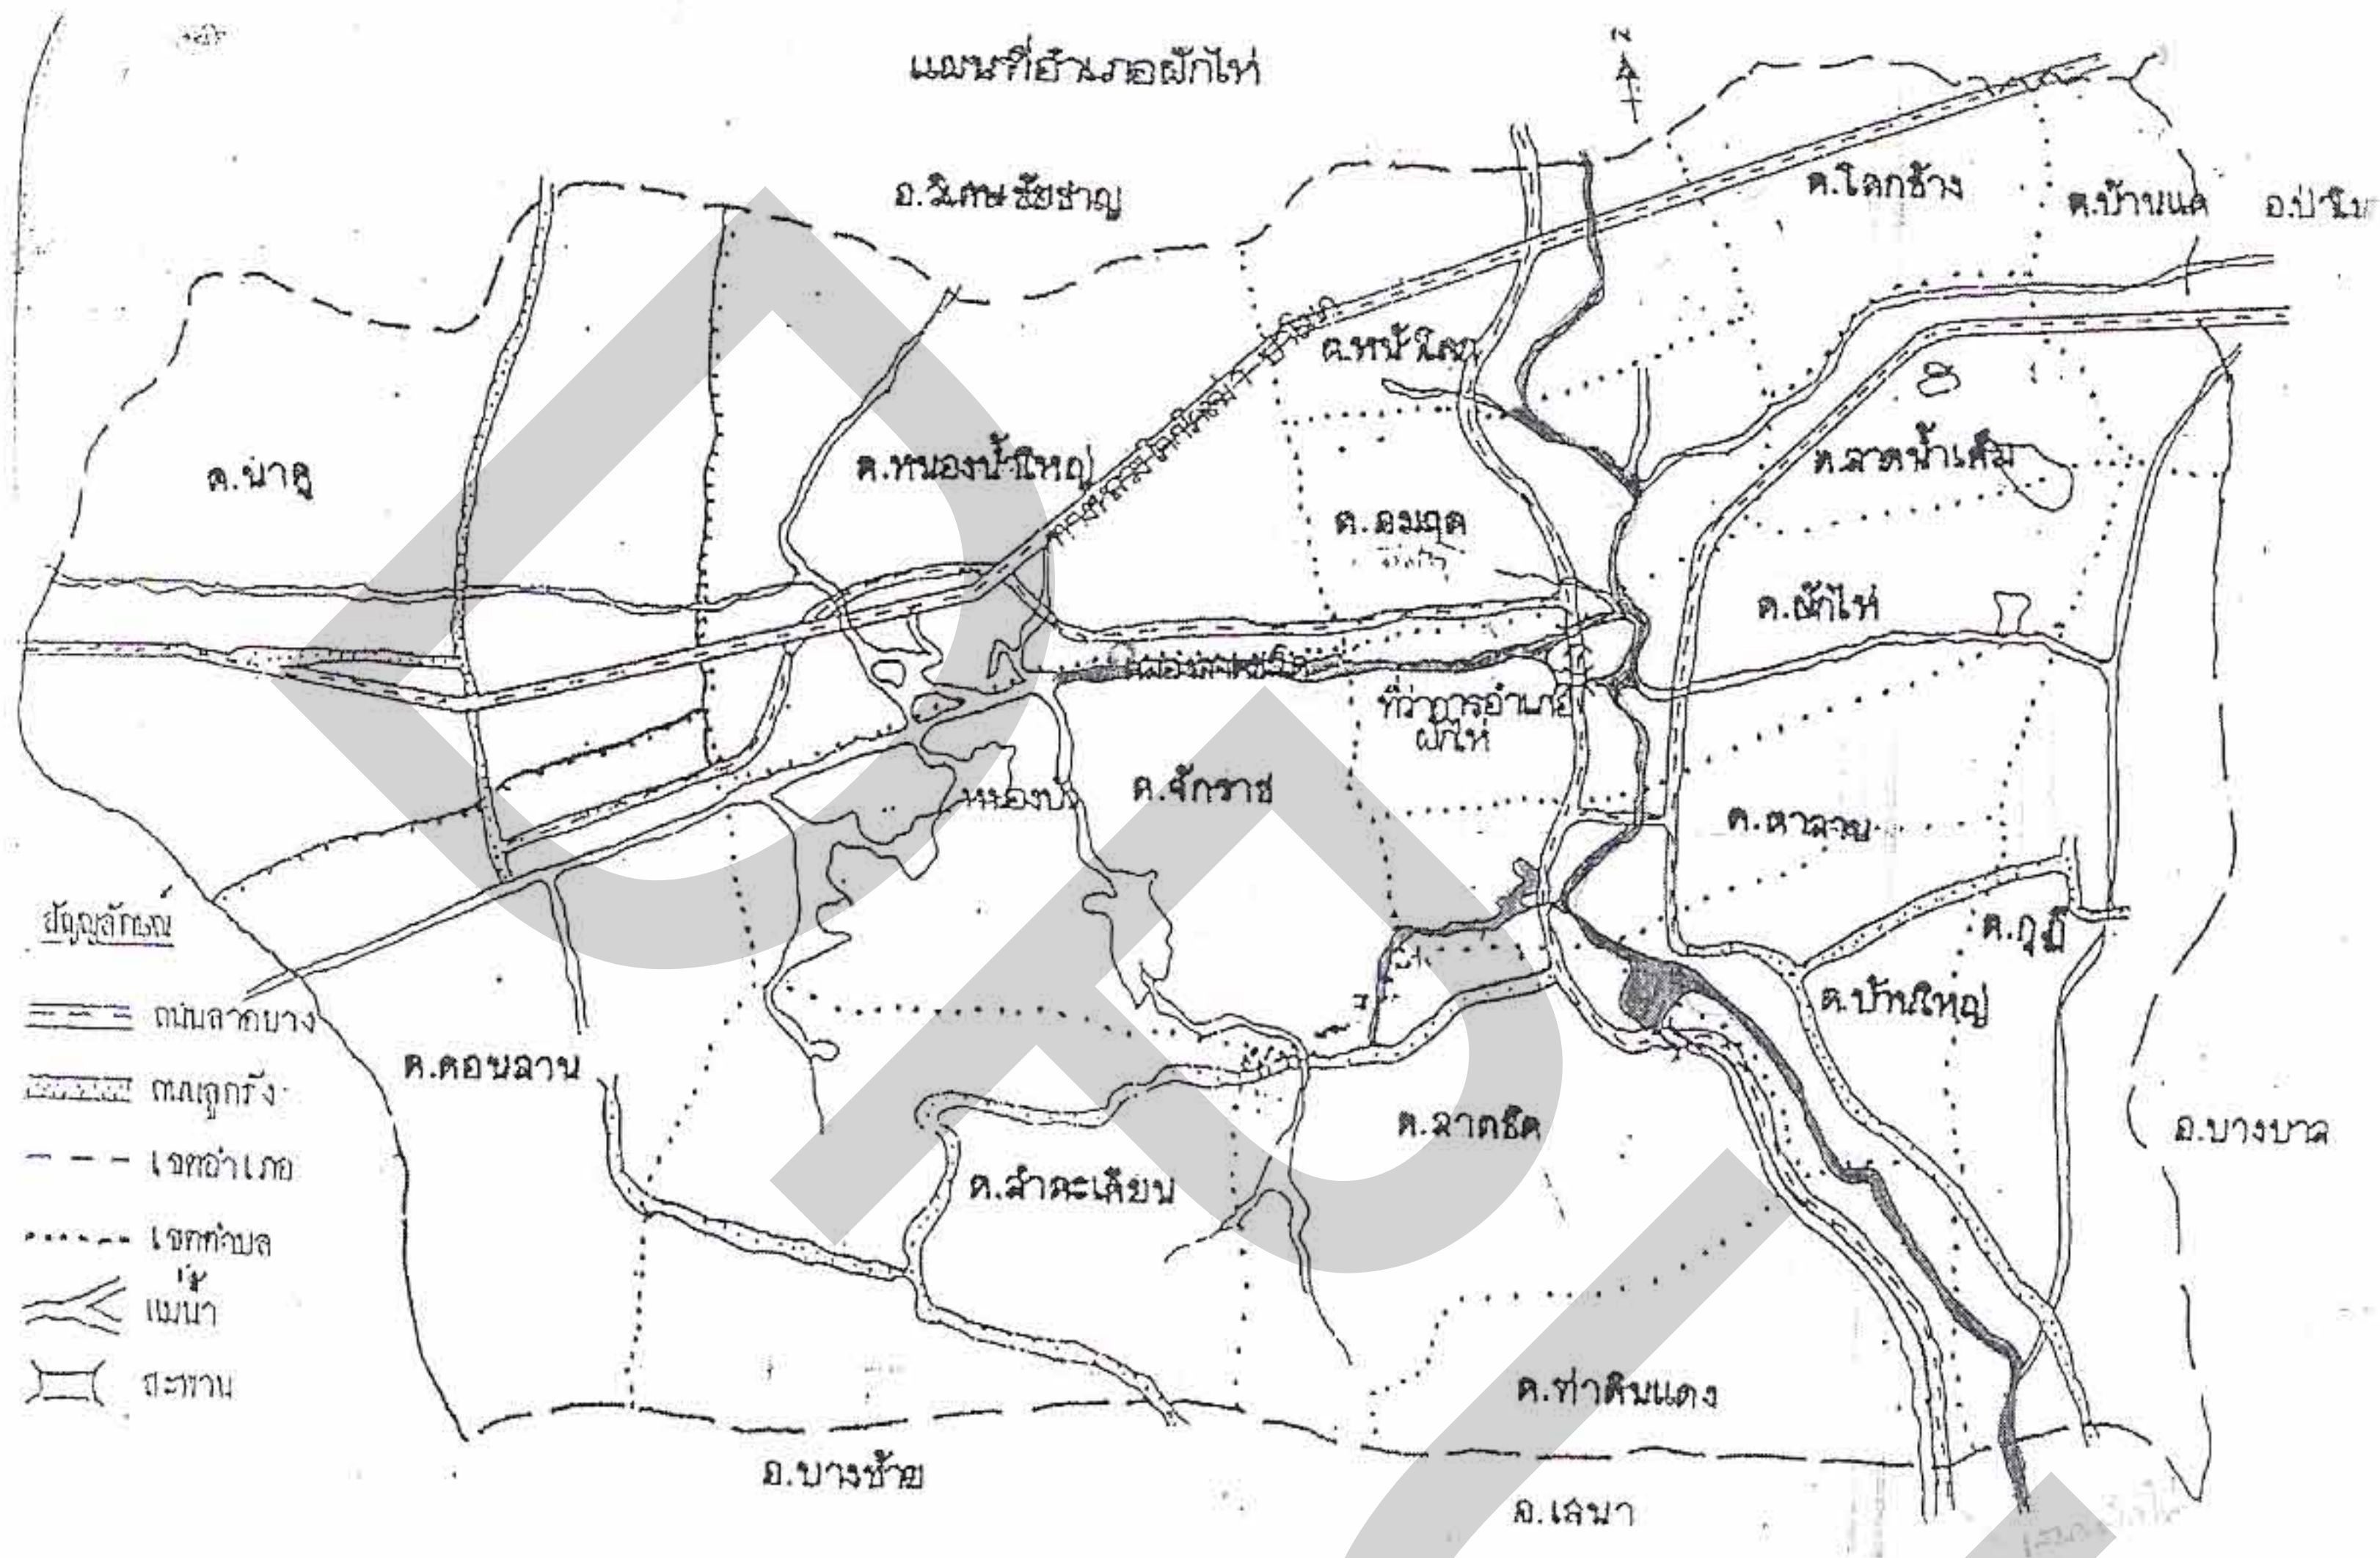 แผนที่อำเภอผักไห่
N
อ.วิเศษชัยชาญ
ต.โคกช้าง
ต.บ้านแค
อ.ป่าโมก
ต.หน้าโคก
ต.นาคู
ต.หนองน้ำใหญ่
ต.ลาดน้ำเค็ม
ต.อมฤต
ต.ผักไห่
ที่ว่าการอำเภอ
ผักไห่
หนองบัว
ต.จักราช
ต.ตาลาน
ต.กุฎี
ต.บ้านใหญ่
สัญญลักษณ์
ถนนลาดยาง
ถนนลูกรัง
เขตอำเภอ
เขตตำบล
แม่น้ำ
สะพาน
ต.ดอนลาน
ต.ลาดชิด
อ.บางบาล
ต.ลำตะเคียน
ต.ท่าดินแดง
อ.บางซ้าย
อ.เสนา